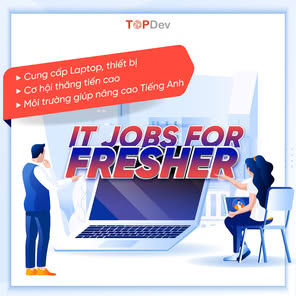 TOPDev
Cung cấp Laptop, thiết bị
Cơ hội thăng tiến cao
Môi trường giúp nâng cao Tiếng Anh
IT JOBS FOR
FRESHER